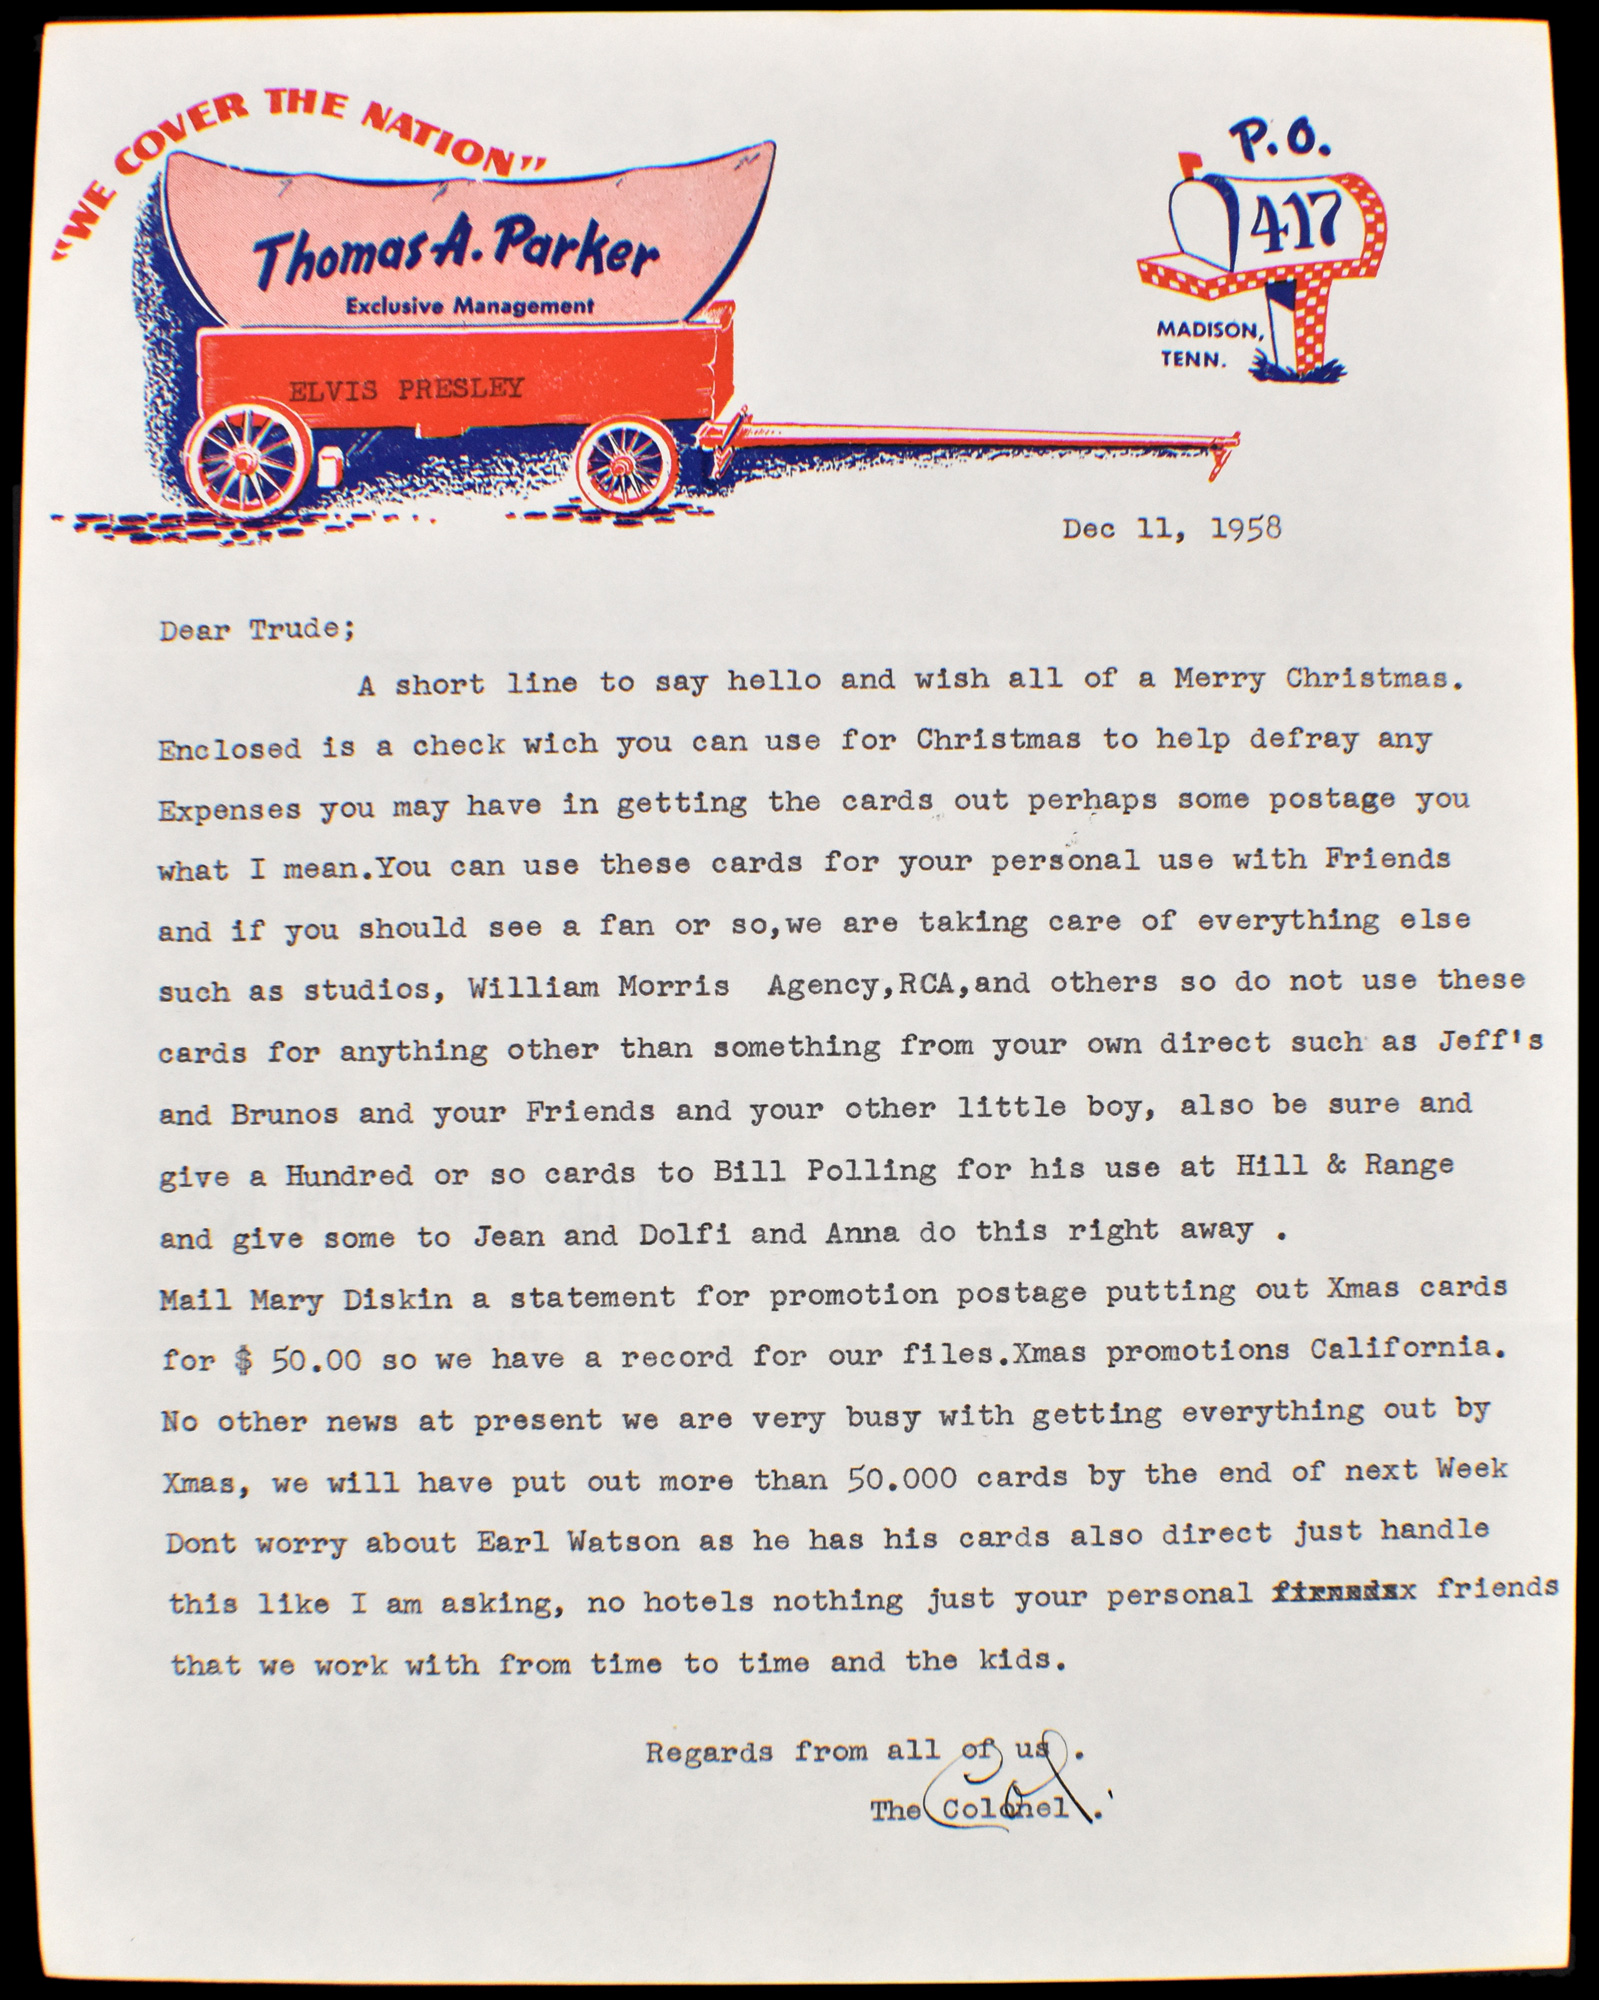 "WE COVER THE NATION"
Thomas A. Parker
Exclusive Management
ELVIS PRESLEY
P.O.
417
MADISON,
TENN.
Dec 11, 1958
Dear Trude;
A short line to say hello and wish all of a Merry Christmas.
Enclosed is a check wich you can use for Christmas to help defray any
Expenses you may have in getting the cards out perhaps some postage you
what I mean.You can use these cards for your personal use with Friends
and if you should see a fan or so,we are taking care of everything else
such as studios, William Morris  Agency,RCA,and others so do not use these
cards for anything other than something from your own direct such as Jeff's
and Brunos and your Friends and your other little boy, also be sure and
give a Hundred or so cards to Bill Polling for his use at Hill & Range
and give some to Jean and Dolfi and Anna do this right away .
Mail Mary Diskin a statement for promotion postage putting out Xmas cards
for $ 50.00 so we have a record for our files.Xmas promotions California.
No other news at present we are very busy with getting everything out by
Xmas, we will have put out more than 50.000 cards by the end of next Week
Dont worry about Earl Watson as he has his cards also direct just handle
this like I am asking, no hotels nothing just your personal friends
that we work with from time to time and the kids.
Regards from all of us.
The Colonel.
Col.